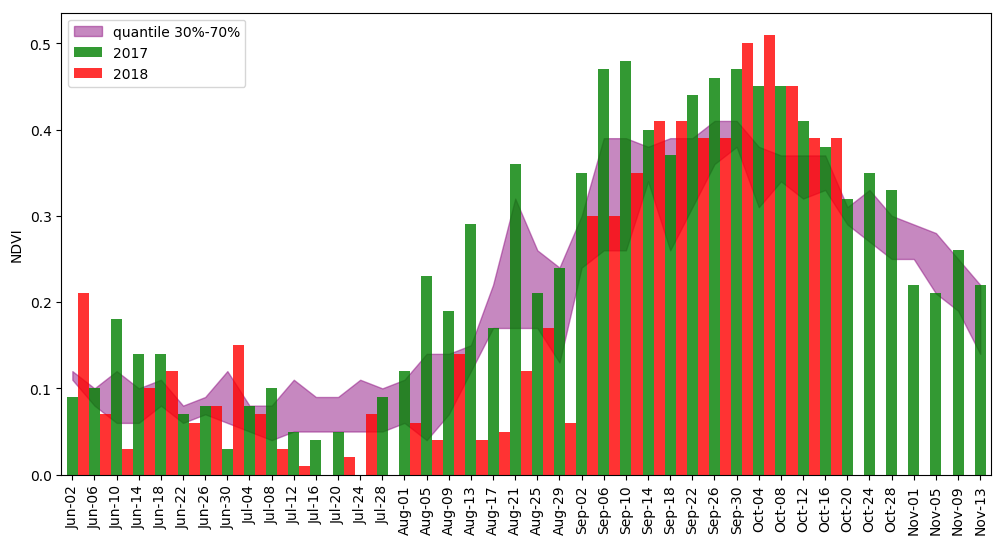 quantile 30%-70%
2017
2018
NDVI
0.5
0.4
0.3
0.2
0.1
0.0
Jun-02
Jun-06
Jun-10
Jun-14
Jun-18
Jun-22
Jun-26
Jun-30
Jul-04
Jul-08
Jul-12
Jul-16
Jul-20
Jul-24
Jul-28
Aug-01
Aug-05
Aug-09
Aug-13
Aug-17
Aug-21
Aug-25
Aug-29
Sep-02
Sep-06
Sep-10
Sep-14
Sep-18
Sep-22
Sep-26
Sep-30
Oct-04
Oct-08
Oct-12
Oct-16
Oct-20
Oct-24
Oct-28
Nov-01
Nov-05
Nov-09
Nov-13